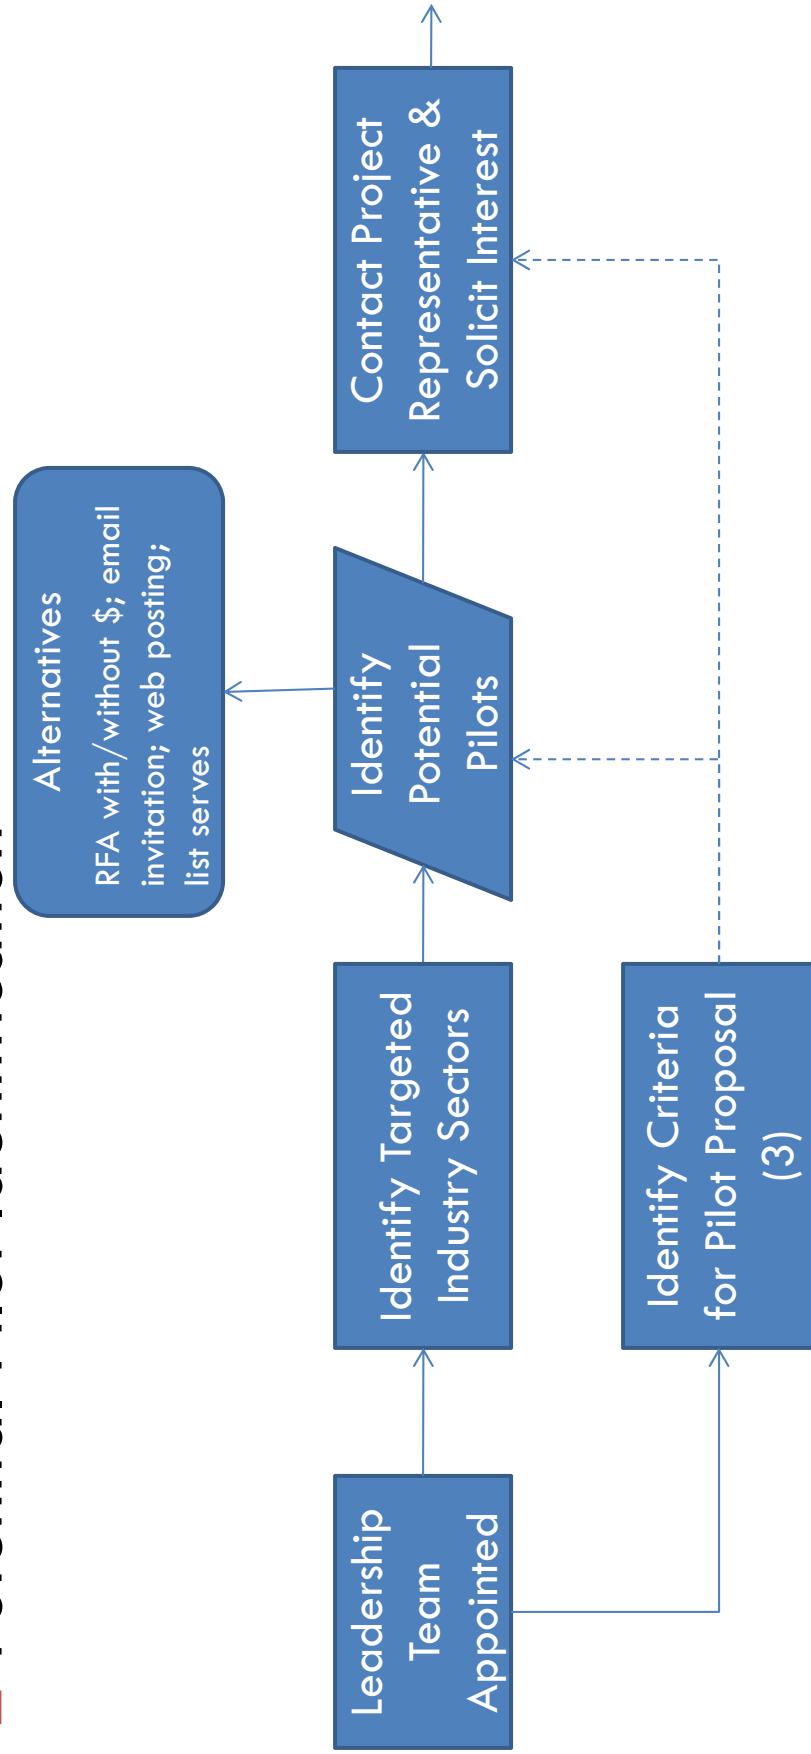 Alternatives
RFA with/without $; email
invitation; web posting;
list serves
Leadership
Team
Appointed
Identify Targeted
Industry Sectors
Identify
Potential
Pilots
Contact Project
Representative &
Solicit Interest
Identify Criteria
for Pilot Proposal
(3)